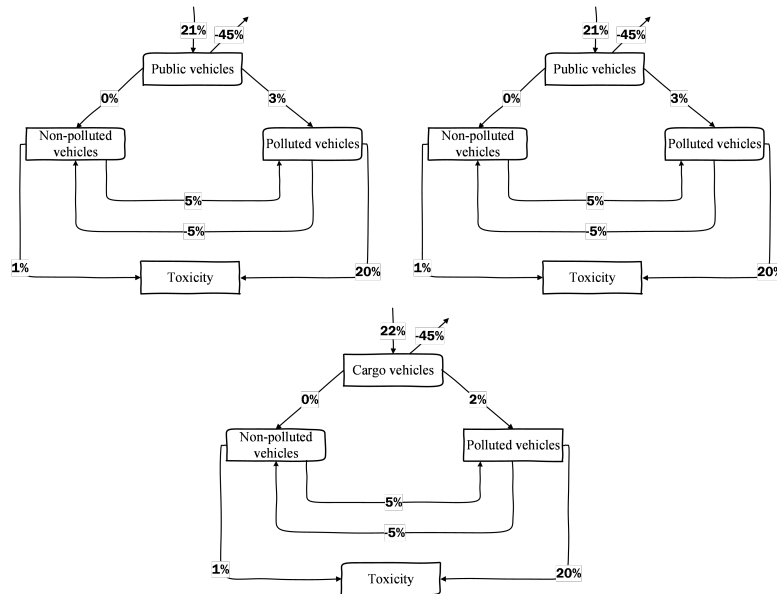 21%
-45%
Public vehicles
0%
3%
Non-polluted
vehicles
Polluted vehicles
5%
-5%
1%
Toxicity
20%
21%
-45%
Public vehicles
0%
3%
Non-polluted
vehicles
Polluted vehicles
5%
-5%
1%
Toxicity
20%
22%
-45%
Cargo vehicles
0%
2%
Non-polluted
vehicles
Polluted vehicles
5%
-5%
1%
Toxicity
20%